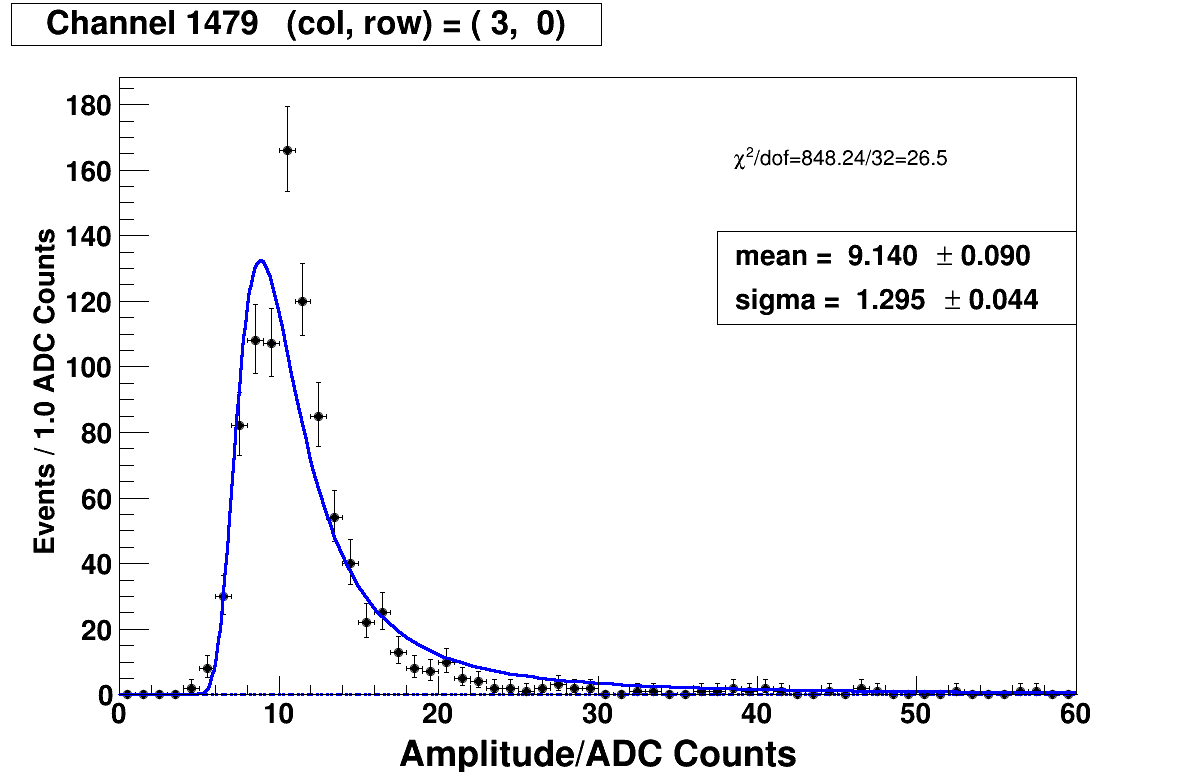 Channel 1479 (col, row) = ( 3, 0)
180
160
140
120
100
80
60
40
20
0
Events / 1.0 ADC Counts
χ²/dof=848.24/32=26.5
mean = 9.140 ± 0.090
sigma = 1.295 ± 0.044
0 10 20 30 40 50 60
Amplitude/ADC Counts